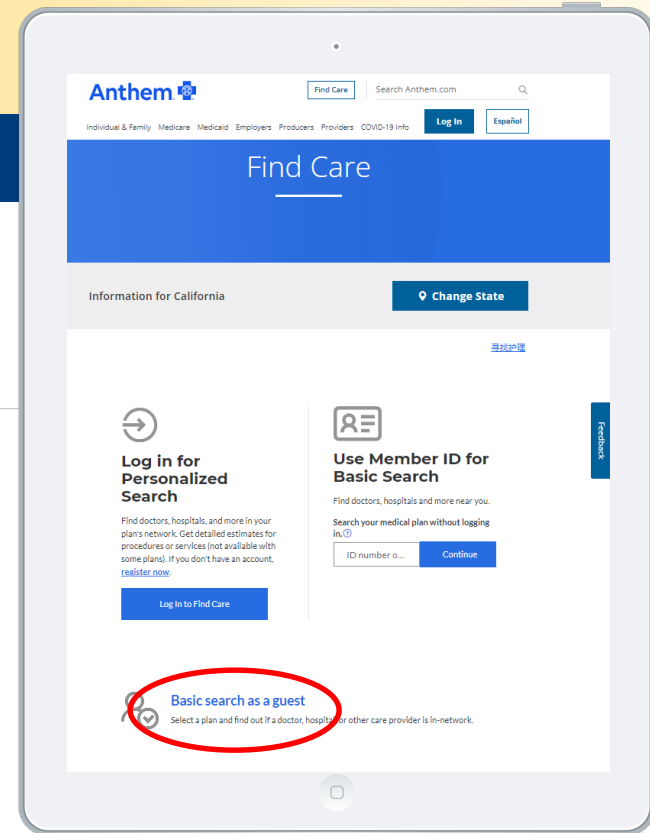 Anthem
Find Care
Search Anthem.com
Individual & Family Medicare Medicaid Employers Producers Providers COVID-19 Info
Log In
Español
Find Care
Information for California
Change State
寻找护理
Feedback
Log in for
Personalized
Search
Find doctors, hospitals, and more in your
plan's network. Get detailed estimates for
procedures or services (not available with
some plans). If you don't have an account,
register now.
Log In to Find Care
Use Member ID for
Basic Search
Find doctors, hospitals and more near you.
Search your medical plan without logging
in.
ID number o...
Continue
Basic search as a guest
Select a plan and find out if a doctor, hospital, or other care provider is in-network.